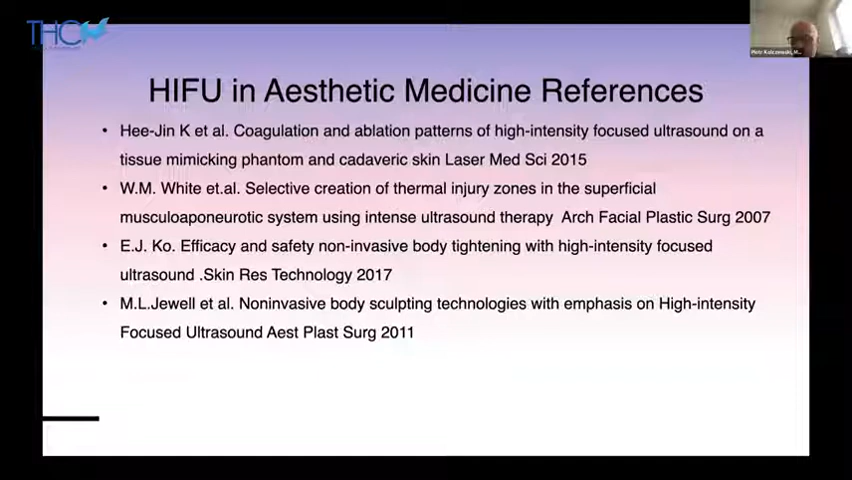 THC
HIFU in Aesthetic Medicine References
• Hee-Jin K et al. Coagulation and ablation patterns of high-intensity focused ultrasound on a
tissue mimicking phantom and cadaveric skin Laser Med Sci 2015
• W.M. White et.al. Selective creation of thermal injury zones in the superficial
musculoaponeurotic system using intense ultrasound therapy Arch Facial Plastic Surg 2007
• E.J. Ko. Efficacy and safety non-invasive body tightening with high-intensity focused
ultrasound .Skin Res Technology 2017
• M.L.Jewell et al. Noninvasive body sculpting technologies with emphasis on High-intensity
Focused Ultrasound Aest Plast Surg 2011